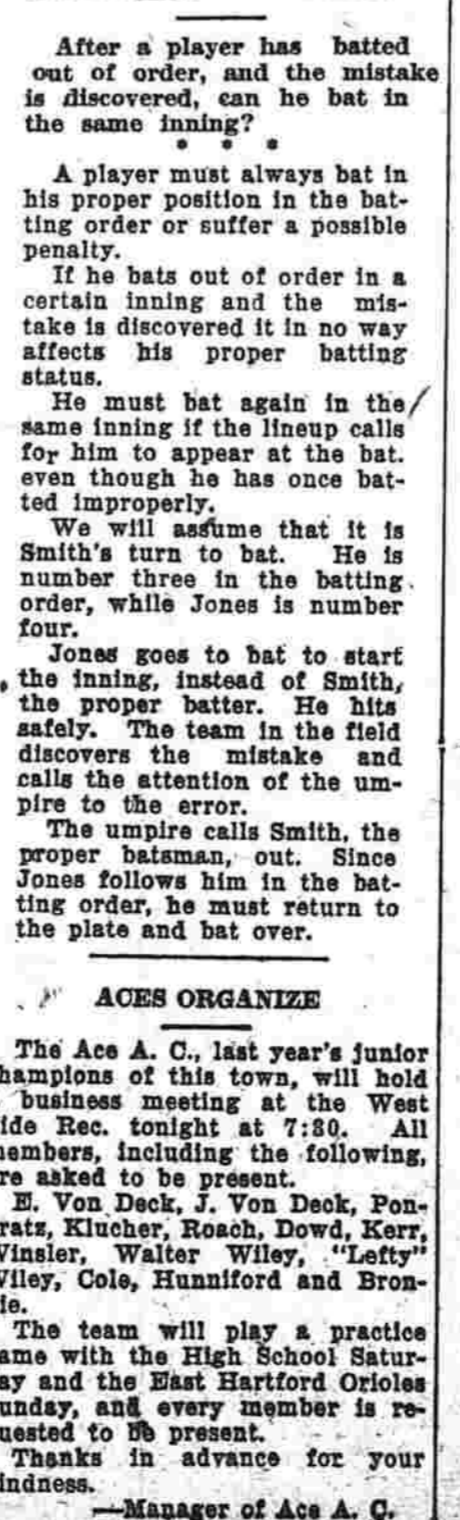 After a player has batted
out of order, and the mistake
is discovered, can he bat in
the same inning?
* * *
A player must always bat in
his proper position in the bat-
ting order or suffer a possible
penalty.
If he bats out of order in a
certain inning and the mis-
take is discovered it in no way
affects his proper batting
status.
He must bat again in the
same inning if the lineup calls
for him to appear at the bat.
even though he has once bat-
ted improperly.
We will assume that it is
Smith's turn to bat. He is
number three in the batting
order, while Jones is number
four.
Jones goes to bat to start
the inning, instead of Smith,
the proper batter. He hits
safely. The team in the field
discovers the mistake and
calls the attention of the um-
pire to the error.
The umpire calls Smith, the
proper batsman, out. Since
Jones follows him in the bat-
ting order, he must return to
the plate and bat over.
ACES ORGANIZE
The Ace A. C., last year's junior
hampions of this town, will hold
business meeting at the West
ide Rec. tonight at 7:30. All
embers, including the following,
re asked to be present.
E. Von Deck, J. Von Deck, Pon-
ratz, Klucher, Roach, Dowd, Kerr,
Vinsler, Walter Wiley, "Lefty"
Viley, Cole, Hunniford and Bron-
ie.
The team will play a practice
ame with the High School Satur-
ay and the East Hartford Orioles
unday, and every member is re-
uested to be present.
Thanks in advance for your
indness.
—Manager of Ace A. C.